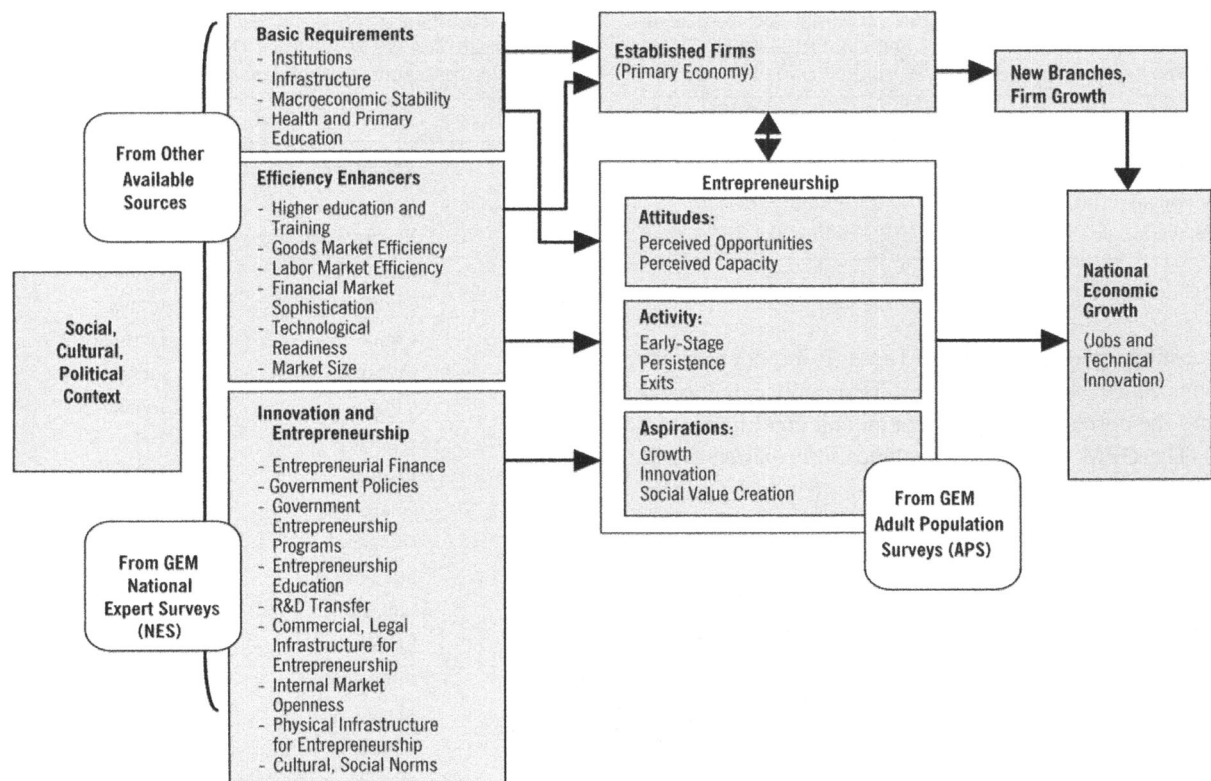 Social,
Cultural,
Political
Context
From Other
Available
Sources
From GEM
National
Expert Surveys
(NES)
Basic Requirements
- Institutions
- Infrastructure
- Macroeconomic Stability
- Health and Primary
Education
Efficiency Enhancers
- Higher education and
Training
- Goods Market Efficiency
- Labor Market Efficiency
- Financial Market
Sophistication
- Technological
Readiness
- Market Size
Innovation and
Entrepreneurship
- Entrepreneurial Finance
- Government Policies
- Government
Entrepreneurship
Programs
- Entrepreneurship
Education
- R&D Transfer
- Commercial, Legal
Infrastructure for
Entrepreneurship
- Internal Market
Openness
- Physical Infrastructure
for Entrepreneurship
- Cultural, Social Norms
Established Firms
(Primary Economy)
Entrepreneurship
Attitudes:
Perceived Opportunities
Perceived Capacity
Activity:
Early-Stage
Persistence
Exits
Aspirations:
Growth
Innovation
Social Value Creation
From GEM
Adult Population
Surveys (APS)
New Branches,
Firm Growth
National
Economic
Growth
(Jobs and
Technical
Innovation)